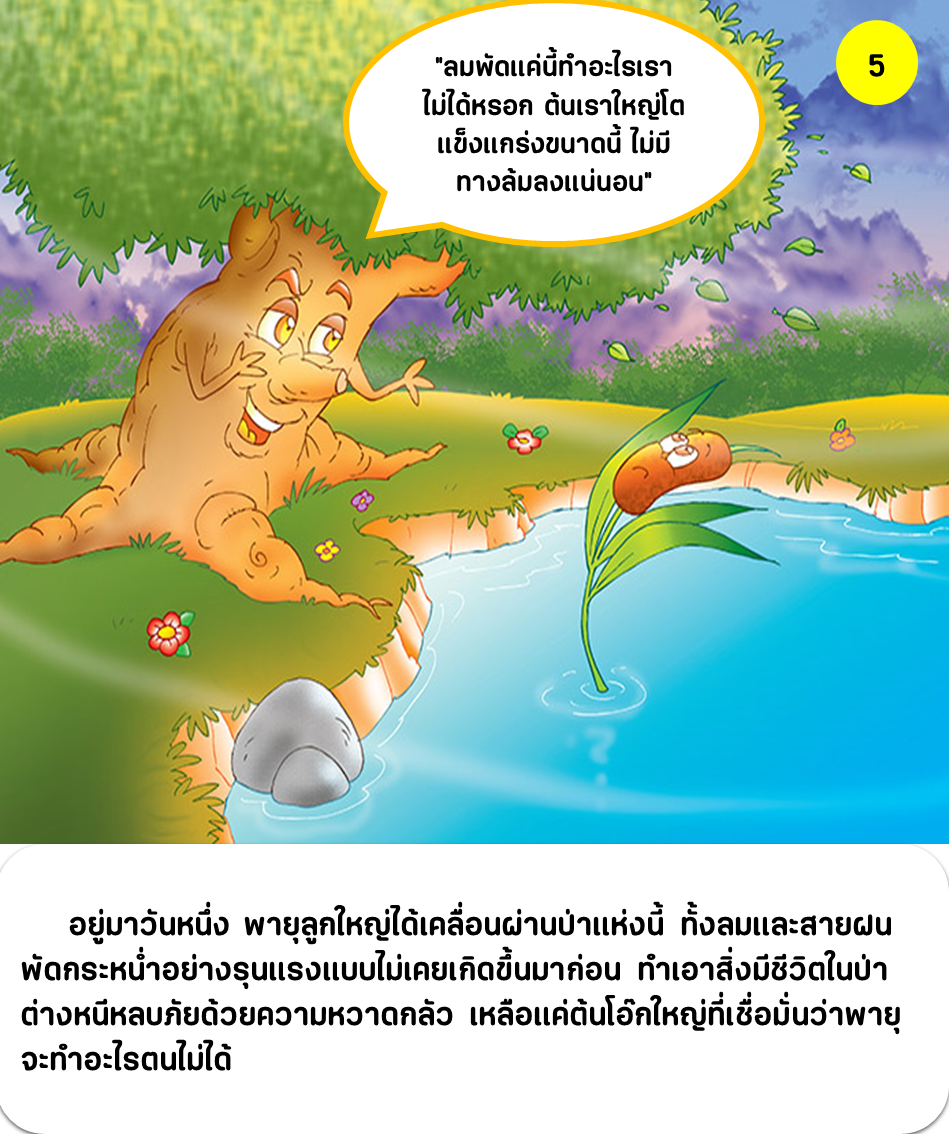 "ลมพัดแค่นี้ทำอะไรเรา
ไม่ได้หรอก ต้นเราใหญ่โต
แข็งแกร่งขนาดนี้ ไม่มี
ทางล้มลงแน่นอน"
5
อยู่มาวันหนึ่ง พายุลูกใหญ่ได้เคลื่อนผ่านป่าแห่งนี้ ทั้งลมและสายฝน
พัดกระหน่ำอย่างรุนแรงแบบไม่เคยเกิดขึ้นมาก่อน ทำเอาสิ่งมีชีวิตในป่า
ต่างหนีหลบภัยด้วยความหวาดกลัว เหลือแค่ต้นโอ๊กใหญ่ที่เชื่อมั่นว่าพายุ
จะทำอะไรตนไม่ได้